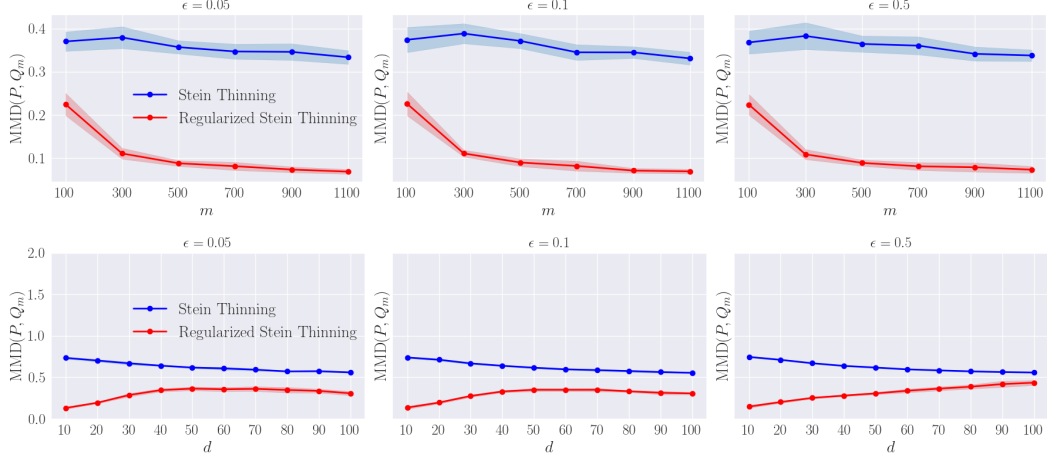 ϵ = 0.05
ϵ = 0.1
ϵ = 0.5
MMD(P, Q_m)
0.4
0.3
0.2
0.1
Stein Thinning
Regularized Stein Thinning
100 300 500 700 900 1100
m
MMD(P, Q_m)
100 300 500 700 900 1100
m
MMD(P, Q_m)
100 300 500 700 900 1100
m
ϵ = 0.05
ϵ = 0.1
ϵ = 0.5
MMD(P, Q_m)
2.0
1.5
1.0
0.5
0.0
Stein Thinning
Regularized Stein Thinning
10 20 30 40 50 60 70 80 90 100
d
MMD(P, Q_m)
10 20 30 40 50 60 70 80 90 100
d
MMD(P, Q_m)
10 20 30 40 50 60 70 80 90 100
d